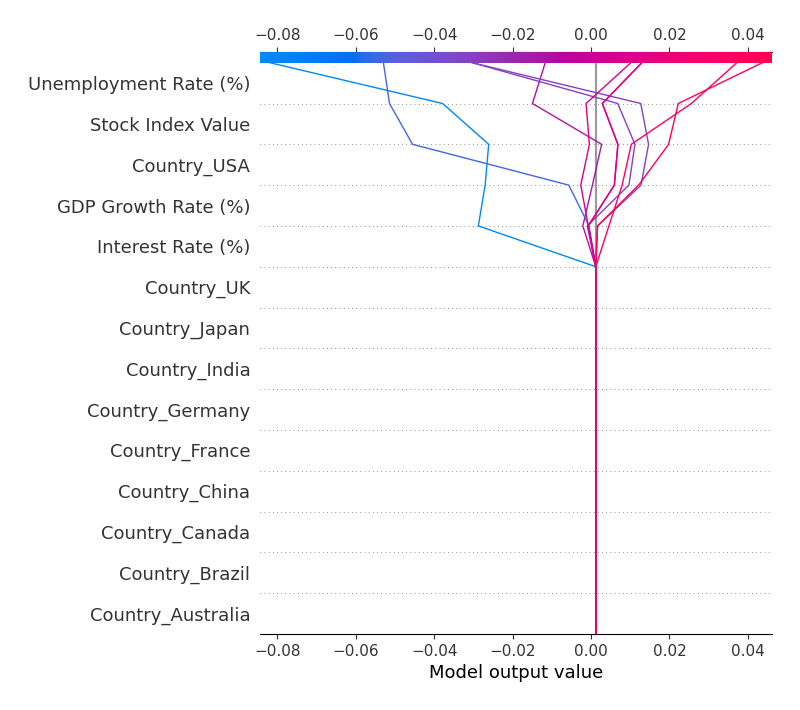 −0.08 −0.06 −0.04 −0.02 0.00 0.02 0.04
Unemployment Rate (%)
Stock Index Value
Country_USA
GDP Growth Rate (%)
Interest Rate (%)
Country_UK
Country_Japan
Country_India
Country_Germany
Country_France
Country_China
Country_Canada
Country_Brazil
Country_Australia
−0.08 −0.06 −0.04 −0.02 0.00 0.02 0.04
Model output value